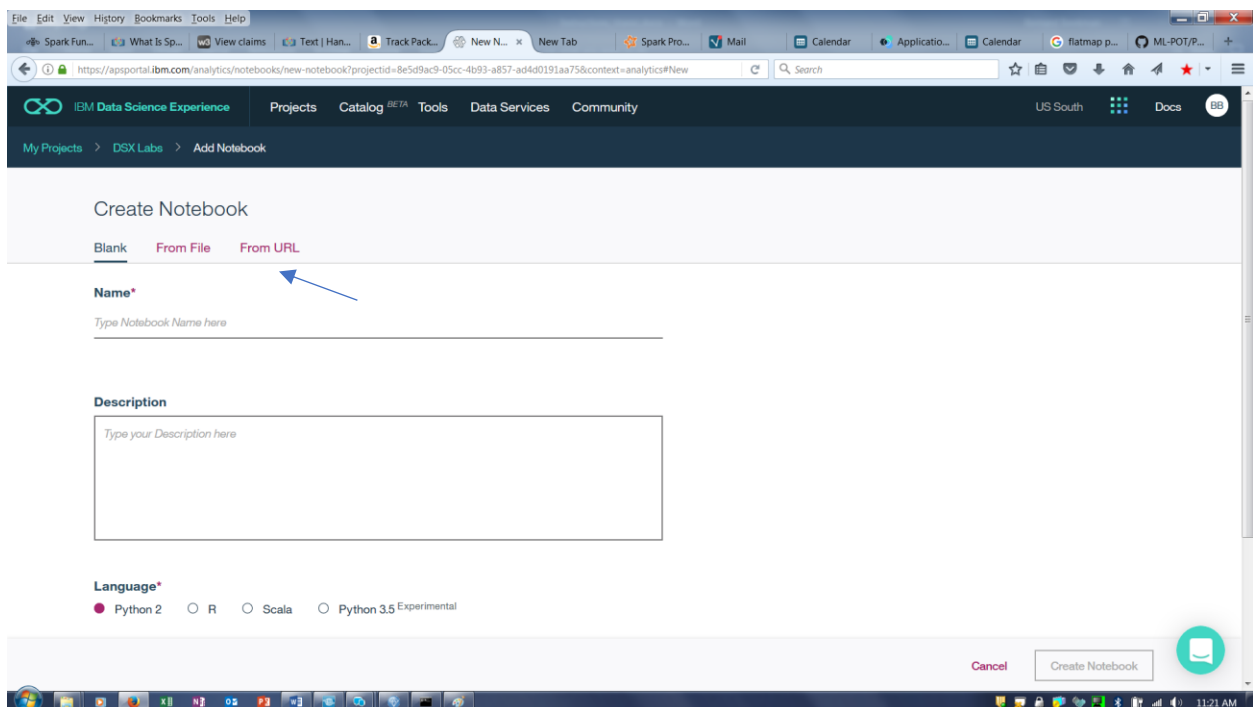 File Edit View History Bookmarks Tools Help
Spark Fun... What Is Sp... View claims Text | Han... Track Pack... New N... × New Tab Spark Pro... Mail Calendar Applicatio... Calendar flatmap p... ML-POT/P... +
https://apsportal.ibm.com/analytics/notebooks/new-notebook?projectid=8e5d9ac9-05cc-4b93-a857-ad4d0191aa75&context=analytics#New Search
IBM Data Science Experience Projects Catalog BETA Tools Data Services Community US South Docs BB
My Projects > DSX Labs > Add Notebook
Create Notebook
Blank From File From URL
Name*
Type Notebook Name here
Description
Type your Description here
Language*
Python 2 R Scala Python 3.5 Experimental
Cancel Create Notebook
11:21 AM